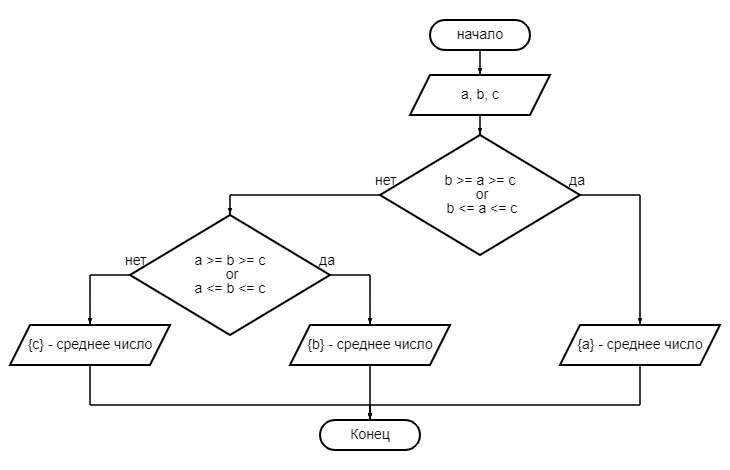 начало
a, b, c
нет
b >= a >= c
or
b <= a <= c
да
нет
a >= b >= c
or
a <= b <= c
да
{c} - среднее число
{b} - среднее число
{a} - среднее число
Конец